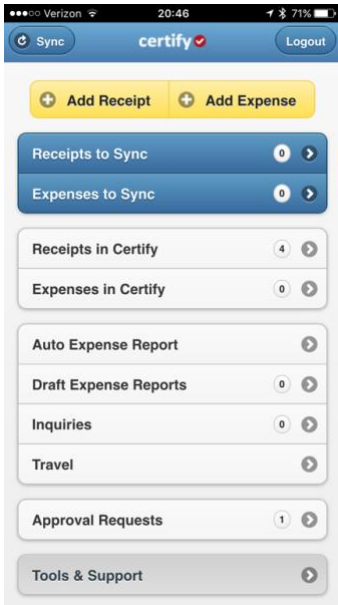 Verizon 20:46 71%
Sync certify Logout
Add Receipt Add Expense
Receipts to Sync 0
Expenses to Sync 0
Receipts in Certify 4
Expenses in Certify 0
Auto Expense Report
Draft Expense Reports 0
Inquiries 0
Travel
Approval Requests 1
Tools & Support